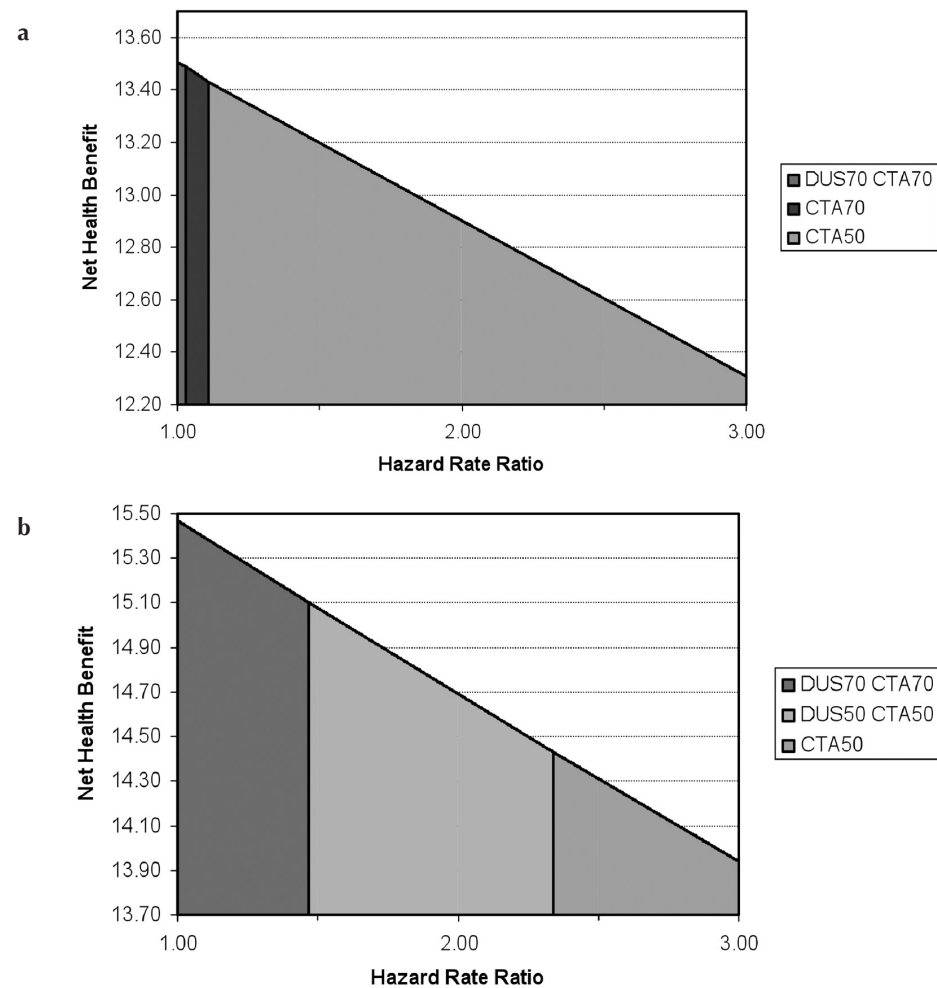 a
13.60
13.40
13.20
13.00
12.80
12.60
12.40
12.20
Net Health Benefit
1.00 2.00 3.00
Hazard Rate Ratio
DUS70 CTA70
CTA70
CTA50
b
15.50
15.30
15.10
14.90
14.70
14.50
14.30
14.10
13.90
13.70
Net Health Benefit
1.00 2.00 3.00
Hazard Rate Ratio
DUS70 CTA70
DUS50 CTA50
CTA50